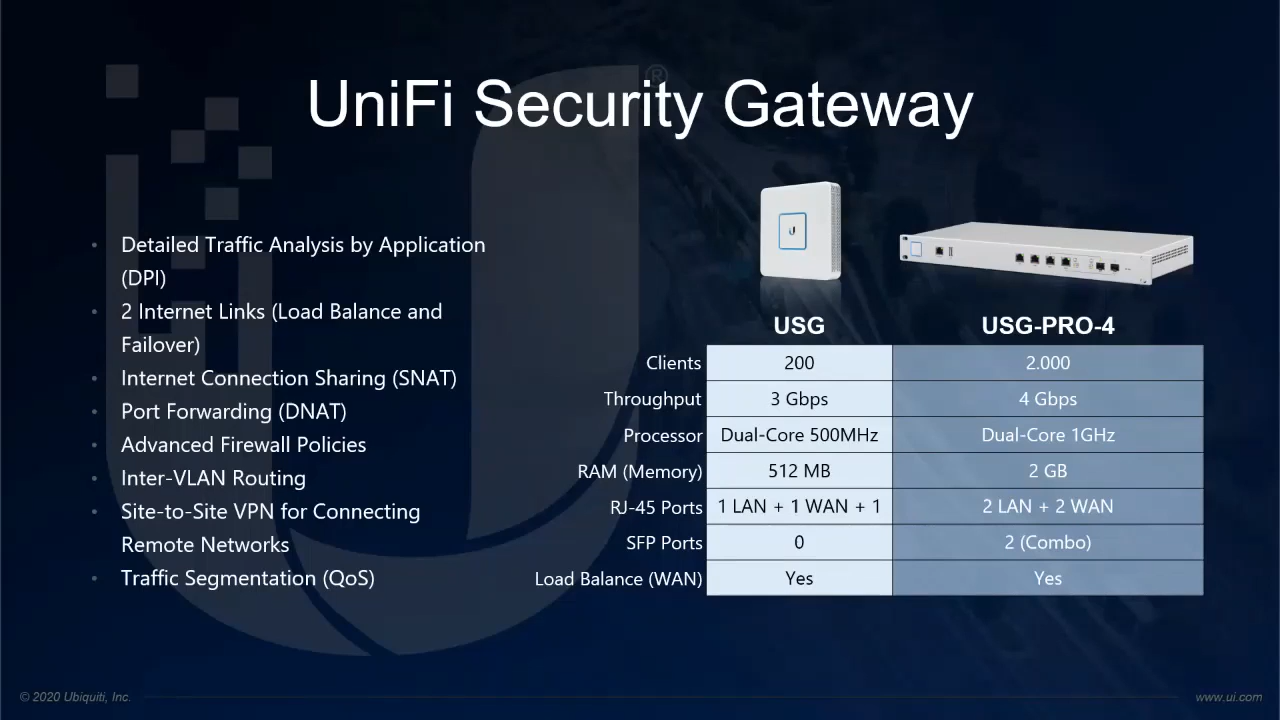 UniFi Security Gateway
®
• Detailed Traffic Analysis by Application
(DPI)
• 2 Internet Links (Load Balance and
Failover)
• Internet Connection Sharing (SNAT)
• Port Forwarding (DNAT)
• Advanced Firewall Policies
• Inter-VLAN Routing
• Site-to-Site VPN for Connecting
Remote Networks
• Traffic Segmentation (QoS)
USG USG-PRO-4
Clients 200 2.000
Throughput 3 Gbps 4 Gbps
Processor Dual-Core 500MHz Dual-Core 1GHz
RAM (Memory) 512 MB 2 GB
RJ-45 Ports 1 LAN + 1 WAN + 1 2 LAN + 2 WAN
SFP Ports 0 2 (Combo)
Load Balance (WAN) Yes Yes
© 2020 Ubiquiti, Inc. www.ui.com